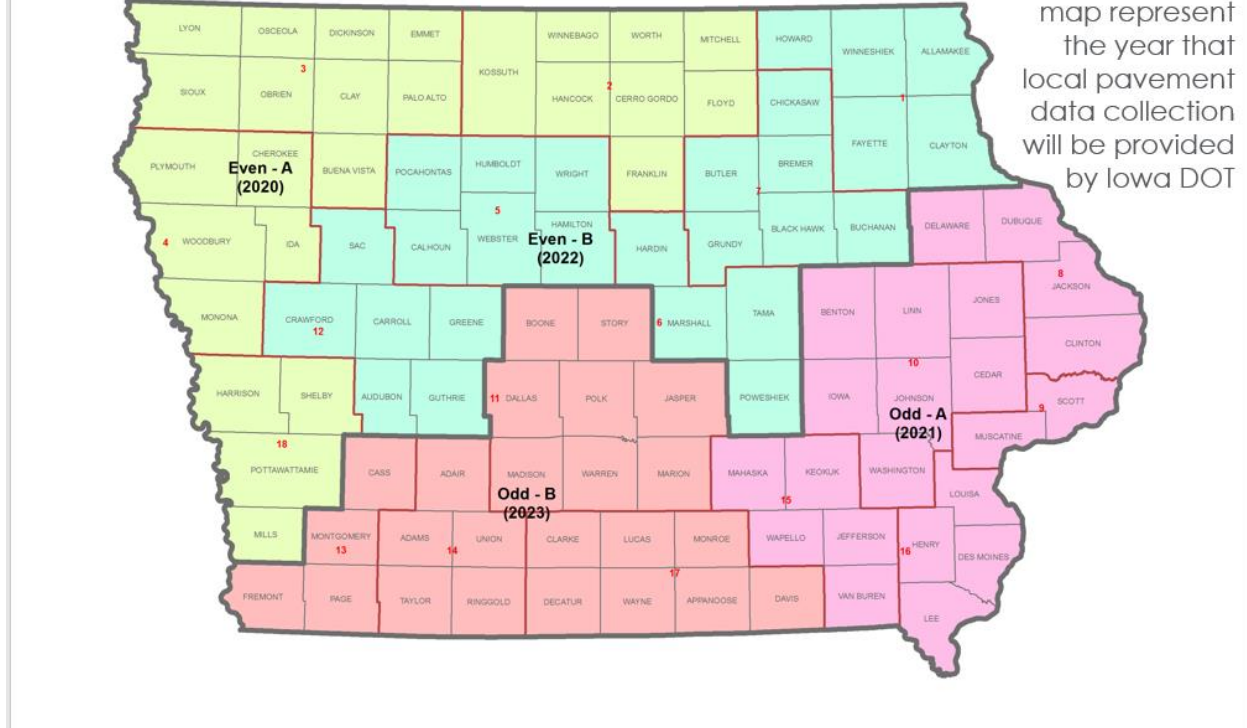 map represent
the year that
local pavement
data collection
will be provided
by Iowa DOT
LYON
OSCEOLA
DICKINSON
EMMET
KOSSUTH
WINNEBAGO
WORTH
MITCHELL
HOWARD
WINNESHIEK
ALLAMAKEE
3
SIOUX
OBRIEN
CLAY
PALO ALTO
HANCOCK
2
CERRO GORDO
FLOYD
CHICKASAW
1
PLYMOUTH
CHEROKEE
Even - A
(2020)
BUENA VISTA
POCAHONTAS
HUMBOLDT
WRIGHT
FRANKLIN
BUTLER
BREMER
7
FAYETTE
CLAYTON
4
WOODBURY
IDA
SAC
CALHOUN
5
WEBSTER
HAMILTON
Even - B
(2022)
HARDIN
GRUNDY
BLACK HAWK
BUCHANAN
DELAWARE
DUBUQUE
MONONA
CRAWFORD
12
CARROLL
GREENE
BOONE
STORY
6
MARSHALL
TAMA
BENTON
LINN
JONES
8
JACKSON
CLINTON
HARRISON
SHELBY
AUDUBON
GUTHRIE
11
DALLAS
POLK
JASPER
POWESHIEK
IOWA
10
JOHNSON
Odd - A
(2021)
CEDAR
9
SCOTT
MUSCATINE
18
POTTAWATTAMIE
CASS
ADAIR
MADISON
WARREN
MARION
Odd - B
(2023)
MAHASKA
KEOKUK
15
WASHINGTON
LOUISA
MILLS
MONTGOMERY
13
ADAMS
14
UNION
CLARKE
LUCAS
MONROE
17
WAPELLO
JEFFERSON
16
HENRY
DES MOINES
FREMONT
PAGE
TAYLOR
RINGGOLD
DECATUR
WAYNE
APPANOOSE
DAVIS
VAN BUREN
LEE